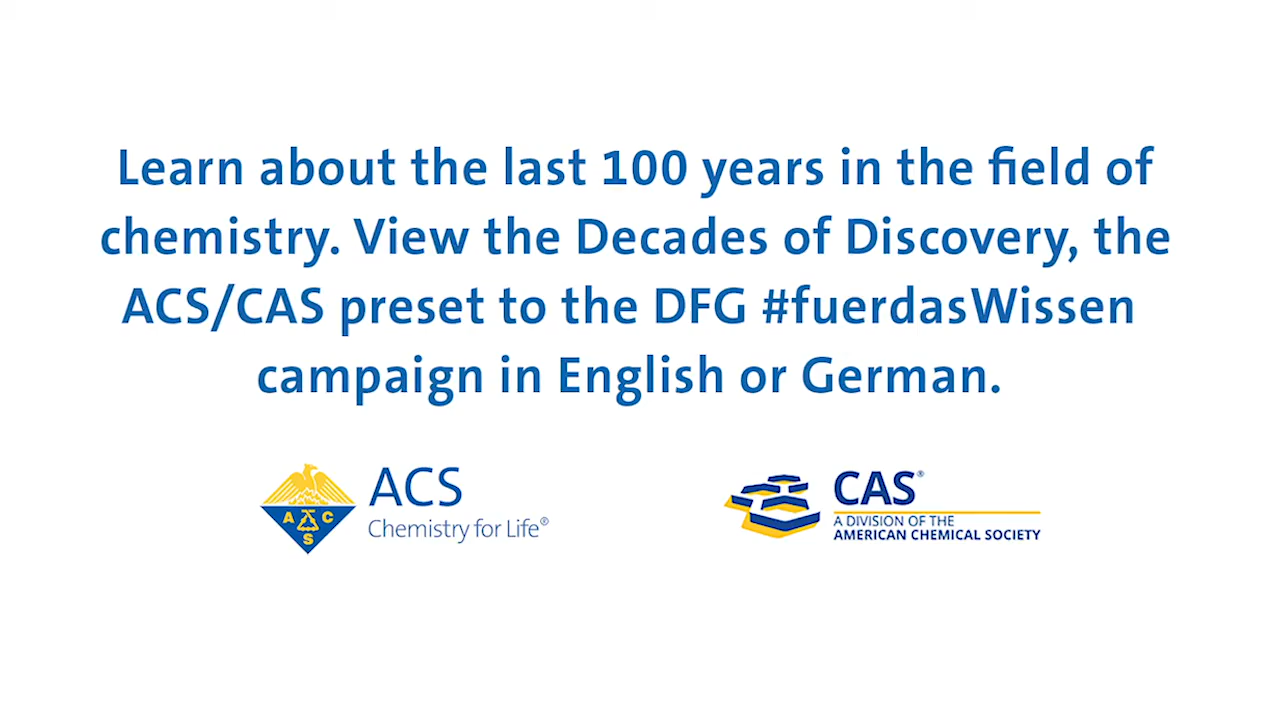 Learn about the last 100 years in the field of
chemistry. View the Decades of Discovery, the
ACS/CAS preset to the DFG #fuerdasWissen
campaign in English or German.
A C
S
ACS
Chemistry for Life®
CAS®
A DIVISION OF THE
AMERICAN CHEMICAL SOCIETY